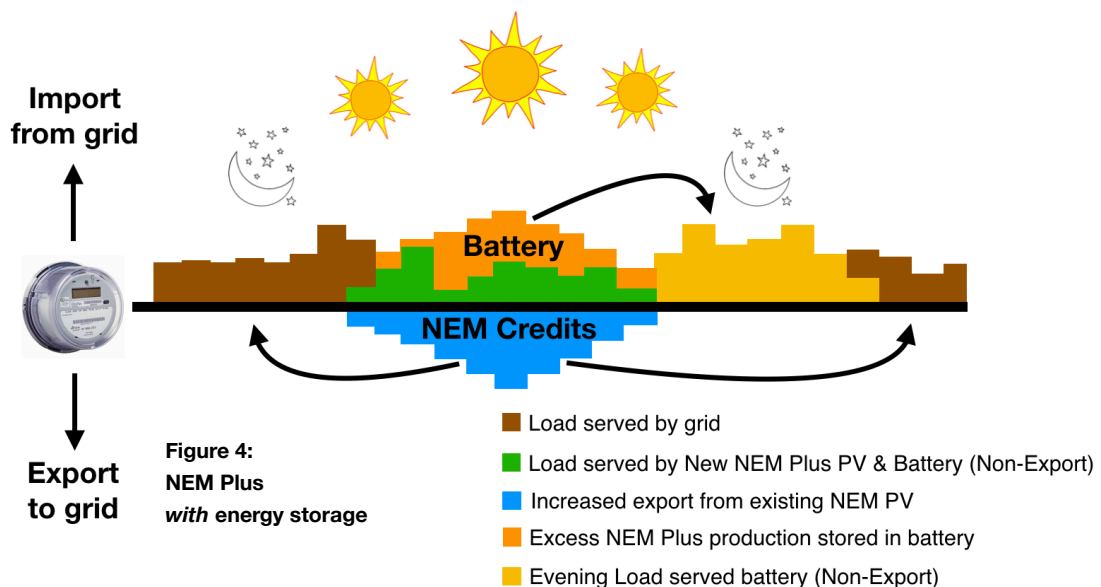 Import
from grid
Battery
NEM Credits
Export
to grid
Figure 4:
NEM Plus
with energy storage
Load served by grid
Load served by New NEM Plus PV & Battery (Non-Export)
Increased export from existing NEM PV
Excess NEM Plus production stored in battery
Evening Load served battery (Non-Export)